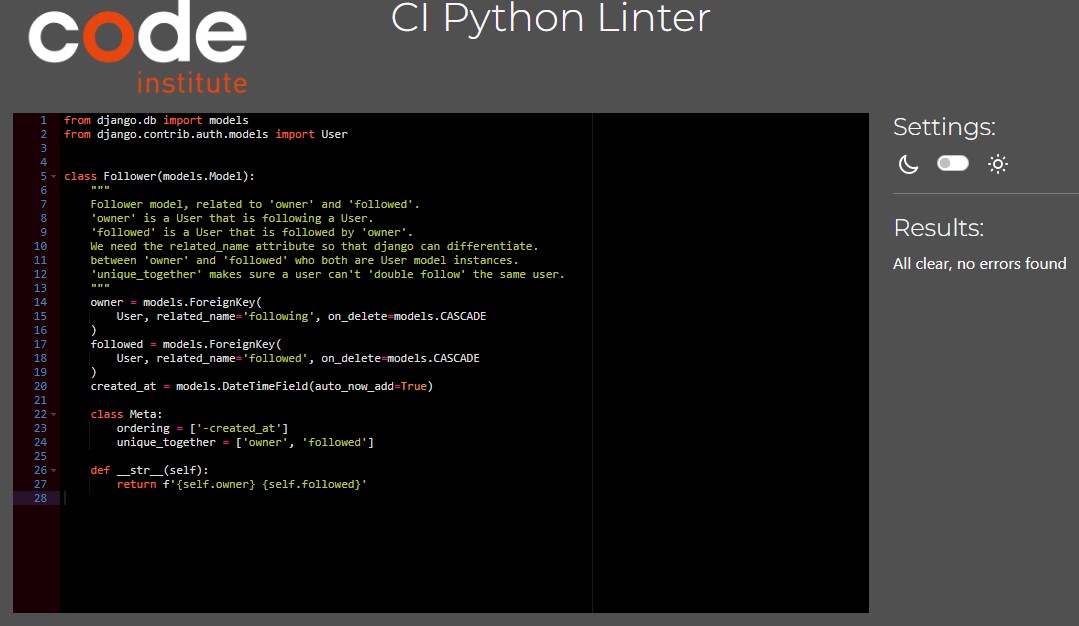 code
institute
CI Python Linter
1 from django.db import models
2 from django.contrib.auth.models import User
3
4
5 class Follower(models.Model):
6     """
7     Follower model, related to 'owner' and 'followed'.
8     'owner' is a User that is following a User.
9     'followed' is a User that is followed by 'owner'.
10     We need the related_name attribute so that django can differentiate.
11     between 'owner' and 'followed' who both are User model instances.
12     'unique_together' makes sure a user can't 'double follow' the same user.
13     """
14     owner = models.ForeignKey(
15         User, related_name='following', on_delete=models.CASCADE
16     )
17     followed = models.ForeignKey(
18         User, related_name='followed', on_delete=models.CASCADE
19     )
20     created_at = models.DateTimeField(auto_now_add=True)
21
22     class Meta:
23         ordering = ['-created_at']
24         unique_together = ['owner', 'followed']
25
26     def __str__(self):
27         return f'{self.owner} {self.followed}'
28
Settings:
Results:
All clear, no errors found